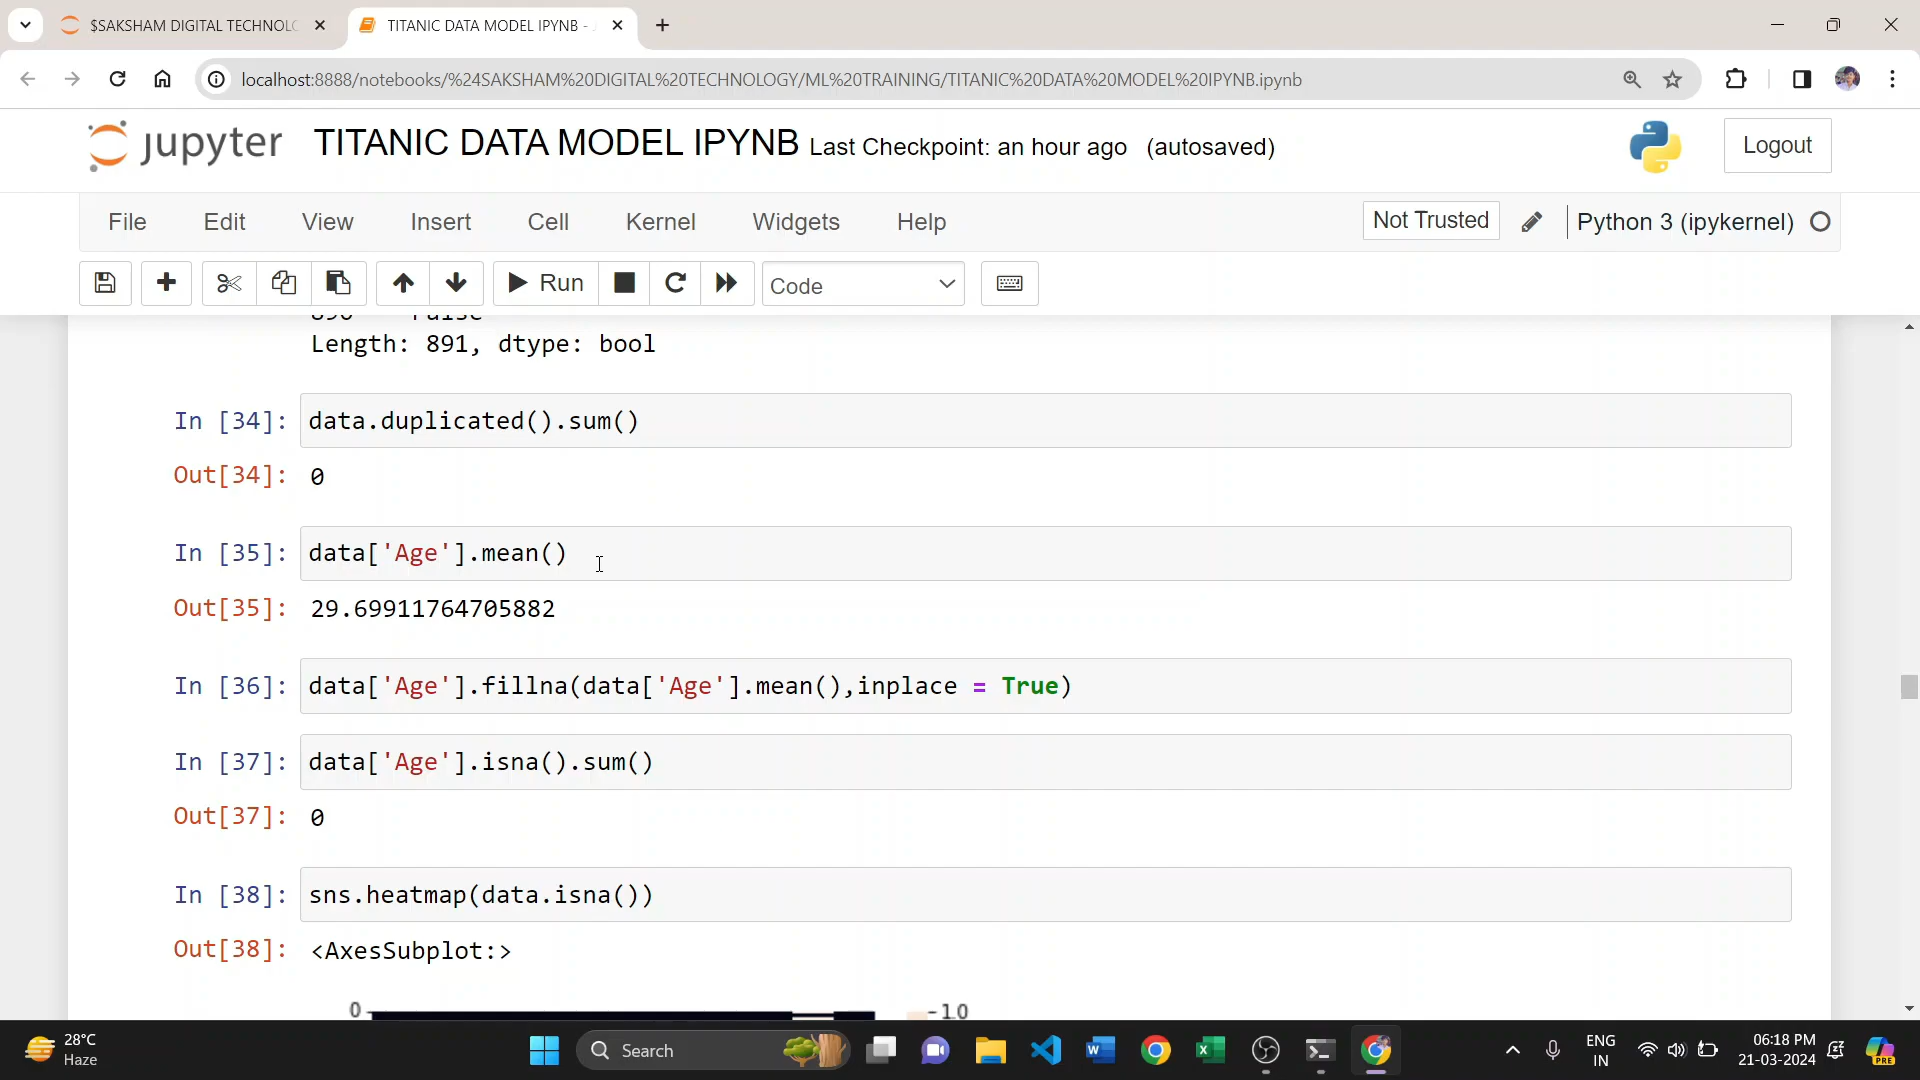 $SAKSHAM DIGITAL TECHNOLO
TITANIC DATA MODEL IPYNB -
localhost:8888/notebooks/%24SAKSHAM%20DIGITAL%20TECHNOLOGY/ML%20TRAINING/TITANIC%20DATA%20MODEL%20IPYNB.ipynb
jupyter TITANIC DATA MODEL IPYNB Last Checkpoint: an hour ago (autosaved)
Logout
File Edit View Insert Cell Kernel Widgets Help
Not Trusted
Python 3 (ipykernel)
Run
Code
890 False
Length: 891, dtype: bool
In [34]: data.duplicated().sum()
Out[34]: 0
In [35]: data['Age'].mean()
Out[35]: 29.69911764705882
In [36]: data['Age'].fillna(data['Age'].mean(),inplace = True)
In [37]: data['Age'].isna().sum()
Out[37]: 0
In [38]: sns.heatmap(data.isna())
Out[38]: <AxesSubplot:>
0
1.0
28°C
Haze
Search
ENG
IN
06:18 PM
21-03-2024
PRE